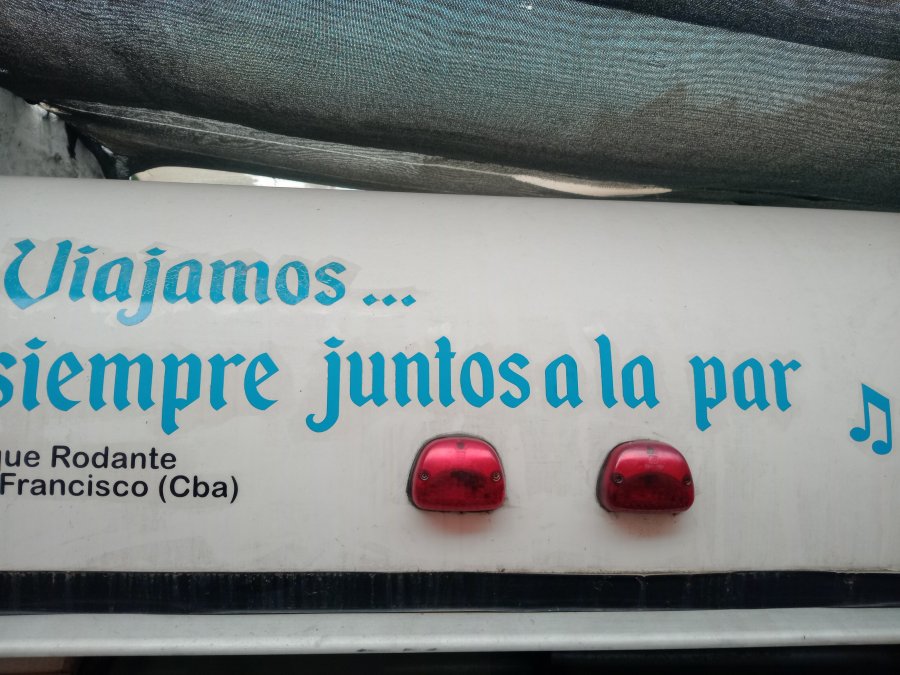 Viajamos...
siempre juntos a la par
que Rodante
Francisco (Cba)